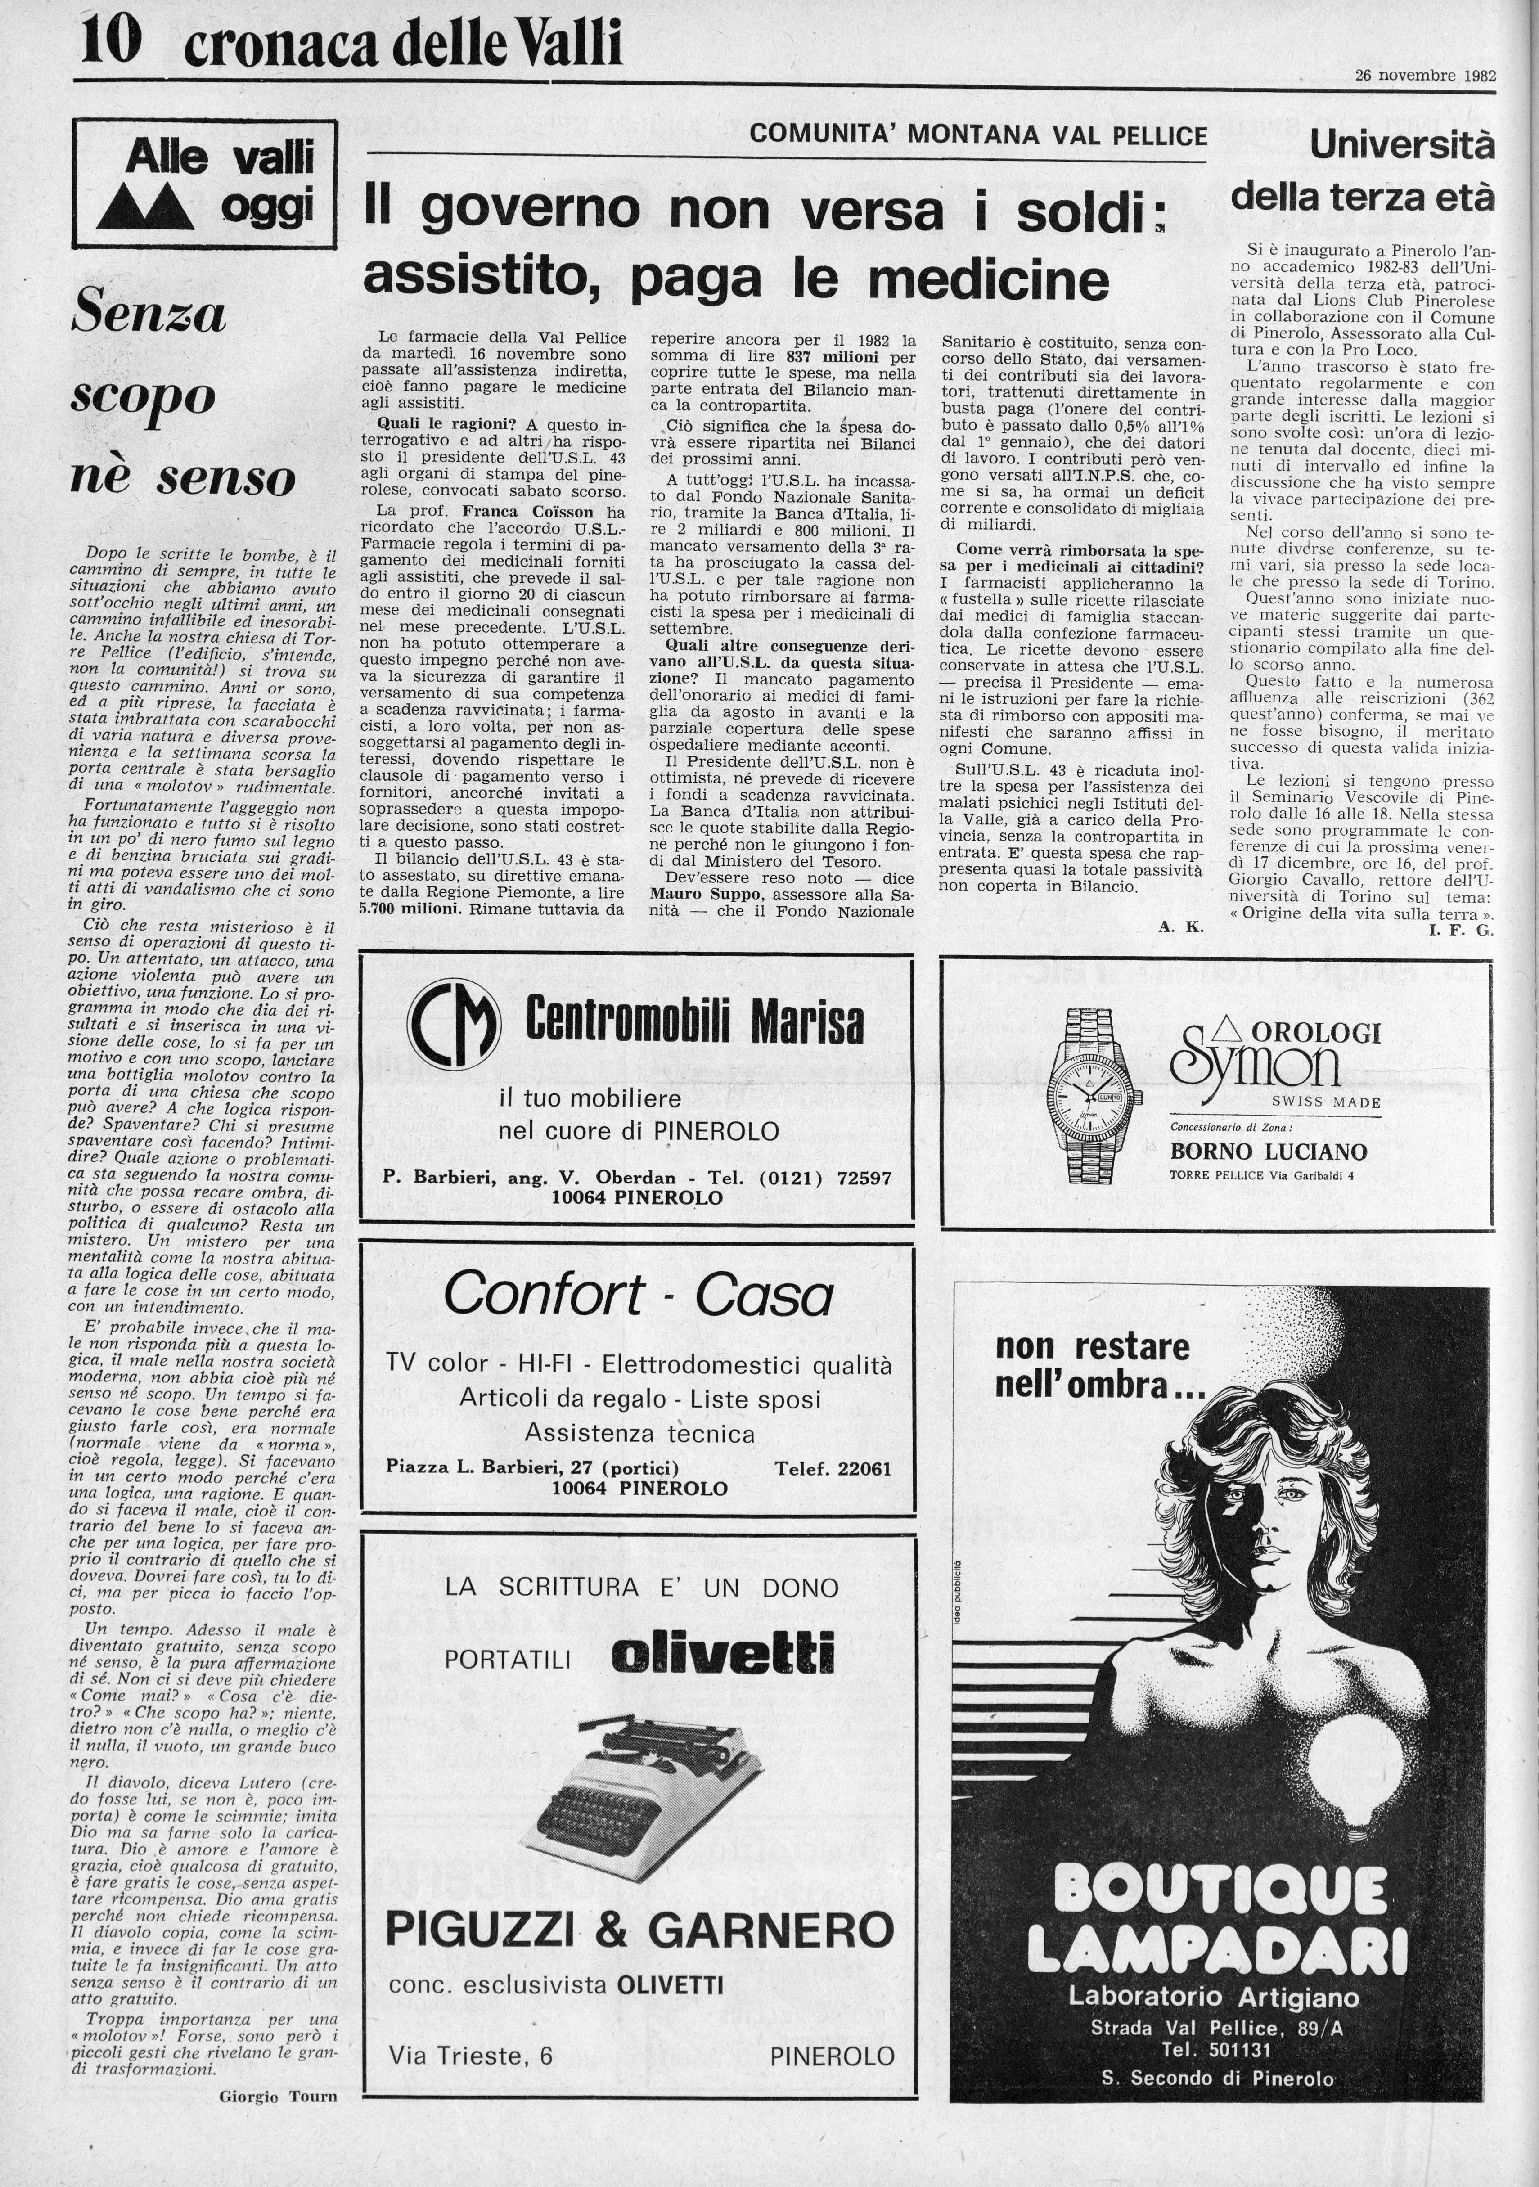 10 cronaca delle Valli
26 novembre 1982
Alle valli
oggi
Senza
scopo
nè senso
Dopo le scritte le bombe, è il
cammino di sempre, in tutte le
situazioni che abbiamo avuto
sott'occhio negli ultimi anni, un
cammino infallibile ed inesorabi-
le. Anche la nostra chiesa di Tor-
re Pellice (l'edificio, s'intende,
non la comunità!) si trova su
questo cammino. Anni or sono,
ed a più riprese, la facciata è
stata imbrattata con scarabocchi
di varia natura e diversa prove-
nienza e la settimana scorsa la
porta centrale è stata bersaglio
di una « molotov » rudimentale.
Fortunatamente l'aggeggio non
ha funzionato e tutto si è risolto
in un po' di nero fumo sul legno
e di benzina bruciata sui gradi-
ni ma poteva essere uno dei mol-
ti atti di vandalismo che ci sono
in giro.
Ciò che resta misterioso è il
senso di operazioni di questo ti-
po. Un attentato, un attacco, una
azione violenta può avere un
obiettivo, una funzione. Lo si pro-
gramma in modo che dia dei ri-
sultati e si inserisca in una vi-
sione delle cose, lo si fa per un
motivo e con uno scopo, lanciare
una bottiglia molotov contro la
porta di una chiesa che scopo
può avere? A che logica rispon-
de? Spaventare? Chi si presume
spaventare così facendo? Intimi-
dire? Quale azione o problemati-
ca sta seguendo la nostra comu-
nità che possa recare ombra, di-
sturbo, o essere di ostacolo alla
politica di qualcuno? Resta un
mistero. Un mistero per una
mentalità come la nostra abitua-
ta alla logica delle cose, abituata
a fare le cose in un certo modo,
con un intendimento.
E' probabile invece che il ma-
le non risponda più a questa lo-
gica, il male nella nostra società
moderna, non abbia cioè più né
senso né scopo. Un tempo si fa-
cevano le cose bene perché era
giusto farle così, era normale
(normale viene da « norma »,
cioè regola, legge). Si facevano
in un certo modo perché c'era
una logica, una ragione. E quan-
do si faceva il male, cioè il con-
trario del bene lo si faceva an-
che per una logica, per fare pro-
prio il contrario di quello che si
doveva. Dovrei fare così, tu lo di-
ci, ma per picca io faccio l'op-
posto.
Un tempo. Adesso il male è
diventato gratuito, senza scopo
né senso, è la pura affermazione
di sé. Non ci si deve più chiedere
« Come mai? » « Cosa c'è die-
tro? » « Che scopo ha? »; niente,
dietro non c'è nulla, o meglio c'è
il nulla, il vuoto, un grande buco
nero.
Il diavolo, diceva Lutero (cre-
do fosse lui, se non è, poco im-
porta) è come le scimmie; imita
Dio ma sa farne solo la carica-
tura. Dio è amore e l'amore è
grazia, cioè qualcosa di gratuito,
è fare gratis le cose, senza aspet-
tare ricompensa. Dio ama gratis
perché non chiede ricompensa.
Il diavolo copia, come la scim-
mia, e invece di far le cose gra-
tuite le fa insignificanti. Un atto
senza senso è il contrario di un
atto gratuito.
Troppa importanza per una
« molotov »! Forse, sono però i
piccoli gesti che rivelano le gran-
di trasformazioni.
Giorgio Tourn
COMUNITA' MONTANA VAL PELLICE
Il governo non versa i soldi:
assistito, paga le medicine
Le farmacie della Val Pellice
da martedì 16 novembre sono
passate all'assistenza indiretta,
cioè fanno pagare le medicine
agli assistiti.
Quali le ragioni? A questo in-
terrogativo e ad altri ha rispo-
sto il presidente dell'U.S.L. 43
agli organi di stampa del pine-
rolese, convocati sabato scorso.
La prof. Franca Coïsson ha
ricordato che l'accordo U.S.L.-
Farmacie regola i termini di pa-
gamento dei medicinali forniti
agli assistiti, che prevede il sal-
do entro il giorno 20 di ciascun
mese dei medicinali consegnati
nel mese precedente. L'U.S.L.
non ha potuto ottemperare a
questo impegno perché non ave-
va la sicurezza di garantire il
versamento di sua competenza
a scadenza ravvicinata; i farma-
cisti, a loro volta, per non as-
soggettarsi al pagamento degli in-
teressi, dovendo rispettare le
clausole di pagamento verso i
fornitori, ancorché invitati a
soprassedere a questa impopo-
lare decisione, sono stati costret-
ti a questo passo.
Il bilancio dell'U.S.L. 43 è sta-
to assestato, su direttive emana-
te dalla Regione Piemonte, a lire
5.700 milioni. Rimane tuttavia da
reperire ancora per il 1982 la
somma di lire 837 milioni per
coprire tutte le spese, ma nella
parte entrata del Bilancio man-
ca la contropartita.
Ciò significa che la spesa do-
vrà essere ripartita nei Bilanci
dei prossimi anni.
A tutt'oggi l'U.S.L. ha incassa-
to dal Fondo Nazionale Sanita-
rio, tramite la Banca d'Italia, li-
re 2 miliardi e 800 milioni. Il
mancato versamento della 3ª ra-
ta ha prosciugato la cassa del-
l'U.S.L. e per tale ragione non
ha potuto rimborsare ai farma-
cisti la spesa per i medicinali di
settembre.
Quali altre conseguenze deri-
vano all'U.S.L. da questa situa-
zione? Il mancato pagamento
dell'onorario ai medici di fami-
glia da agosto in avanti e la
parziale copertura delle spese
ospedaliere mediante acconti.
Il Presidente dell'U.S.L. non è
ottimista, né prevede di ricevere
i fondi a scadenza ravvicinata.
La Banca d'Italia non attribui-
sce le quote stabilite dalla Regio-
ne perché non le giungono i fon-
di dal Ministero del Tesoro.
Dev'essere reso noto — dice
Mauro Suppo, assessore alla Sa-
nità — che il Fondo Nazionale
Sanitario è costituito, senza con-
corso dello Stato, dai versamen-
ti dei contributi sia dei lavora-
tori, trattenuti direttamente in
busta paga (l'onere del contri-
buto è passato dallo 0,5% all'1%
dal 1° gennaio), che dei datori
di lavoro. I contributi però ven-
gono versati all'I.N.P.S. che, co-
me si sa, ha ormai un deficit
corrente e consolidato di migliaia
di miliardi.
Come verrà rimborsata la spe-
sa per i medicinali ai cittadini?
I farmacisti applicheranno la
« fustella » sulle ricette rilasciate
dai medici di famiglia staccan-
dola dalla confezione farmaceu-
tica. Le ricette devono essere
conservate in attesa che l'U.S.L.
— precisa il Presidente — ema-
ni le istruzioni per fare la richie-
sta di rimborso con appositi ma-
nifesti che saranno affissi in
ogni Comune.
Sull'U.S.L. 43 è ricaduta inol-
tre la spesa per l'assistenza dei
malati psichici negli Istituti del-
la Valle, già a carico della Pro-
vincia, senza la contropartita in
entrata. E' questa spesa che rap-
presenta quasi la totale passività
non coperta in Bilancio.
A. K.
Università
della terza età
Si è inaugurato a Pinerolo l'an-
no accademico 1982-83 dell'Uni-
versità della terza età, patroci-
nata dal Lions Club Pinerolese
in collaborazione con il Comune
di Pinerolo, Assessorato alla Cul-
tura e con la Pro Loco.
L'anno trascorso è stato fre-
quentato regolarmente e con
grande interesse dalla maggior
parte degli iscritti. Le lezioni si
sono svolte così: un'ora di lezio-
ne tenuta dal docente, dieci mi-
nuti di intervallo ed infine la
discussione che ha visto sempre
la vivace partecipazione dei pre-
senti.
Nel corso dell'anno si sono te-
nute diverse conferenze, su te-
mi vari, sia presso la sede loca-
le che presso la sede di Torino.
Quest'anno sono iniziate nuo-
ve materie suggerite dai parte-
cipanti stessi tramite un que-
stionario compilato alla fine del-
lo scorso anno.
Questo fatto e la numerosa
affluenza alle reiscrizioni (362
quest'anno) conferma, se mai ve
ne fosse bisogno, il meritato
successo di questa valida inizia-
tiva.
Le lezioni si tengono presso
il Seminario Vescovile di Pine-
rolo dalle 16 alle 18. Nella stessa
sede sono programmate le con-
ferenze di cui la prossima vener-
dì 17 dicembre, ore 16, del prof.
Giorgio Cavallo, rettore dell'U-
niversità di Torino sul tema:
« Origine della vita sulla terra ».
I. F. G.
CM Centromobili Marisa
il tuo mobiliere
nel cuore di PINEROLO
P. Barbieri, ang. V. Oberdan - Tel. (0121) 72597
10064 PINEROLO
OROLOGI
Symon
SWISS MADE
Concessionario di Zona:
BORNO LUCIANO
TORRE PELLICE Via Garibaldi 4
Confort - Casa
TV color - HI-FI - Elettrodomestici qualità
Articoli da regalo - Liste sposi
Assistenza tècnica
Piazza L. Barbieri, 27 (portici) Telef. 22061
10064 PINEROLO
LA SCRITTURA E' UN DONO
PORTATILI olivetti
PIGUZZI & GARNERO
conc. esclusivista OLIVETTI
Via Trieste, 6 PINEROLO
non restare
nell'ombra...
idea pubblicità
BOUTIQUE
LAMPADARI
Laboratorio Artigiano
Strada Val Pellice, 89/A
Tel. 501131
S. Secondo di Pinerolo